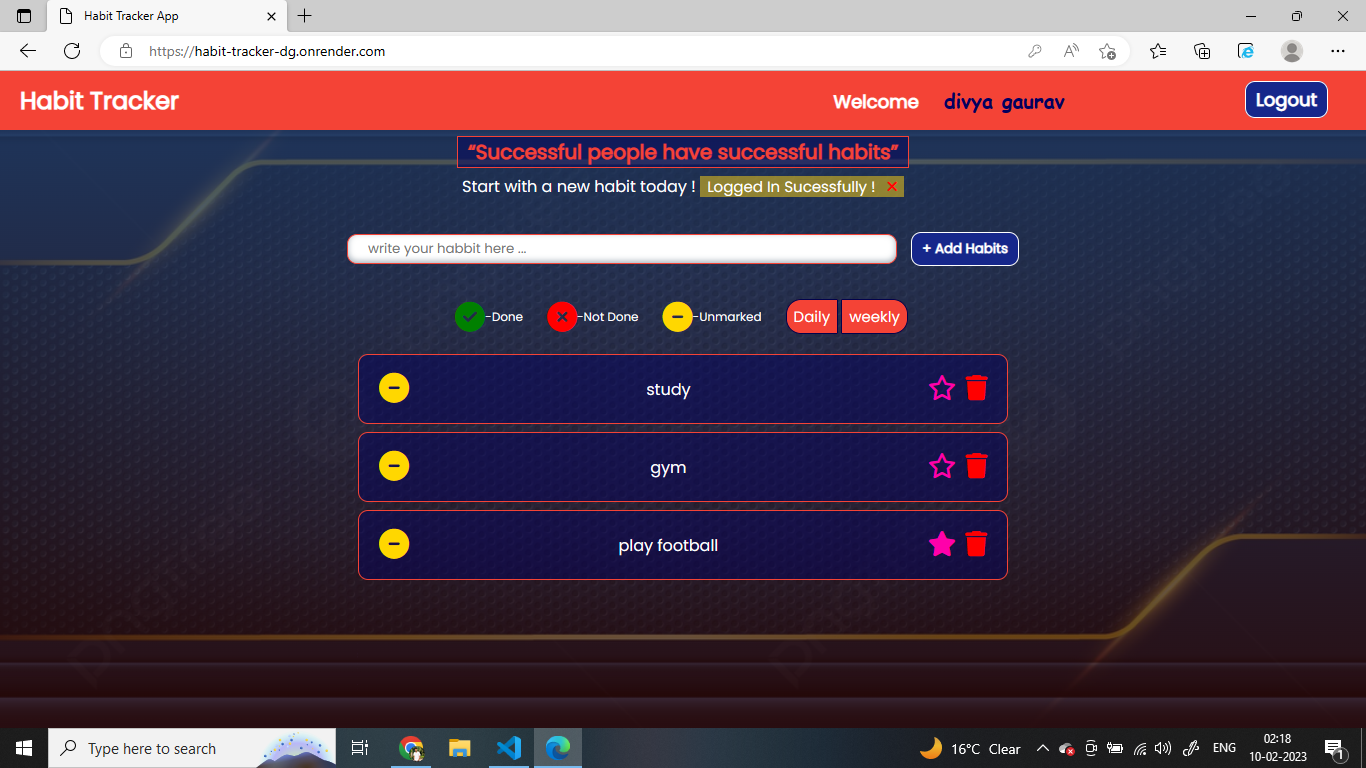 Habit Tracker App
https://habit-tracker-dg.onrender.com
Habit Tracker
Welcome divya gaurav
Logout
“Successful people have successful habits”
Start with a new habit today ! Logged In Sucessfully !
write your habbit here ...
+ Add Habits
-Done -Not Done -Unmarked Daily weekly
study
gym
play football
Type here to search
16°C Clear
ENG
02:18
10-02-2023
1